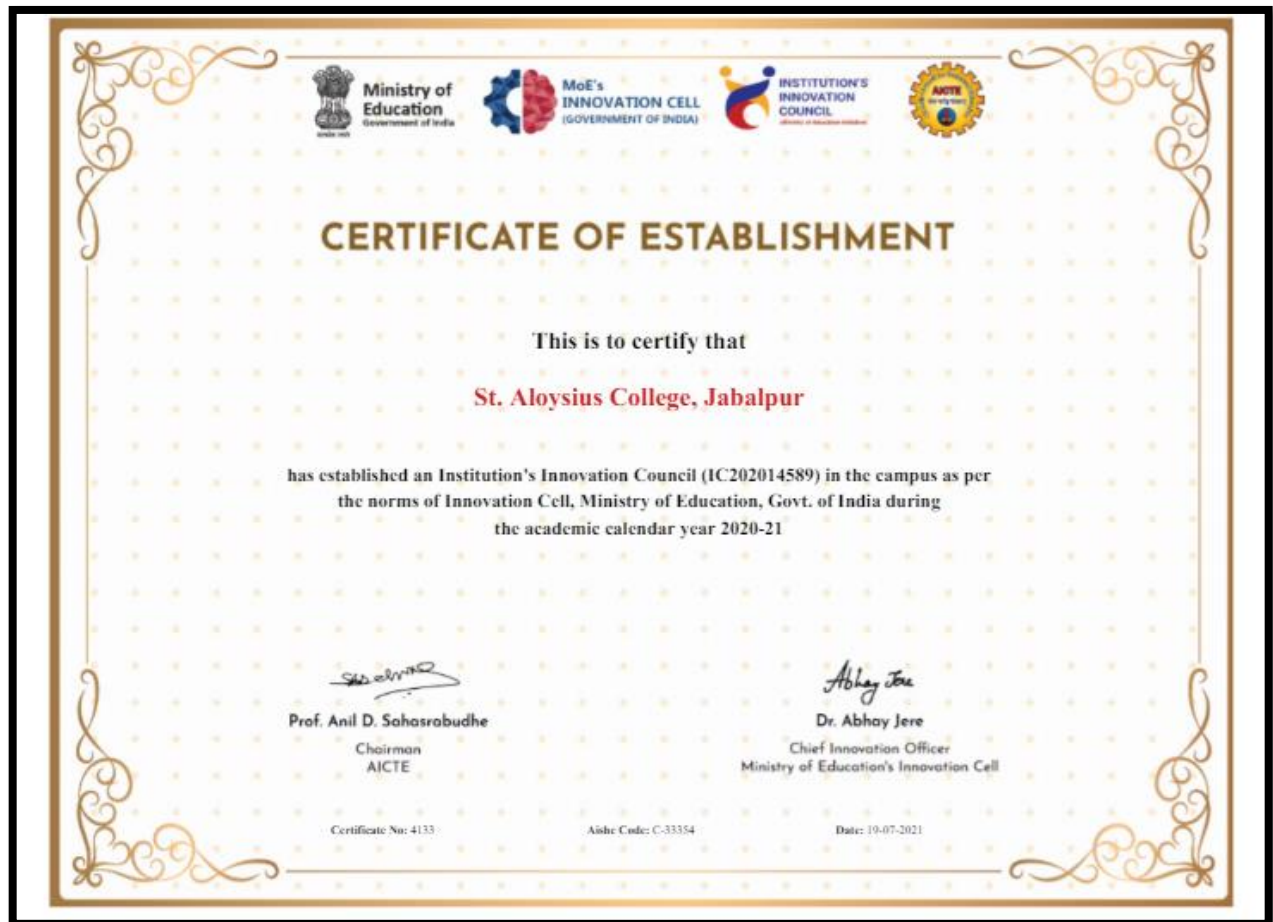 Ministry of
Education
Government of India
MoE's
INNOVATION CELL
(GOVERNMENT OF INDIA)
INSTITUTION'S
INNOVATION
COUNCIL
AICTE
CERTIFICATE OF ESTABLISHMENT
This is to certify that
St. Aloysius College, Jabalpur
has established an Institution's Innovation Council (IC202014589) in the campus as per
the norms of Innovation Cell, Ministry of Education, Govt. of India during
the academic calendar year 2020-21
Abhay Jere
Prof. Anil D. Sahasrabudhe
Dr. Abhay Jere
Chairman
Chief Innovation Officer
AICTE
Ministry of Education's Innovation Cell
Certificate No: 4133 Aishe Code: C-33354 Date: 19-07-2021